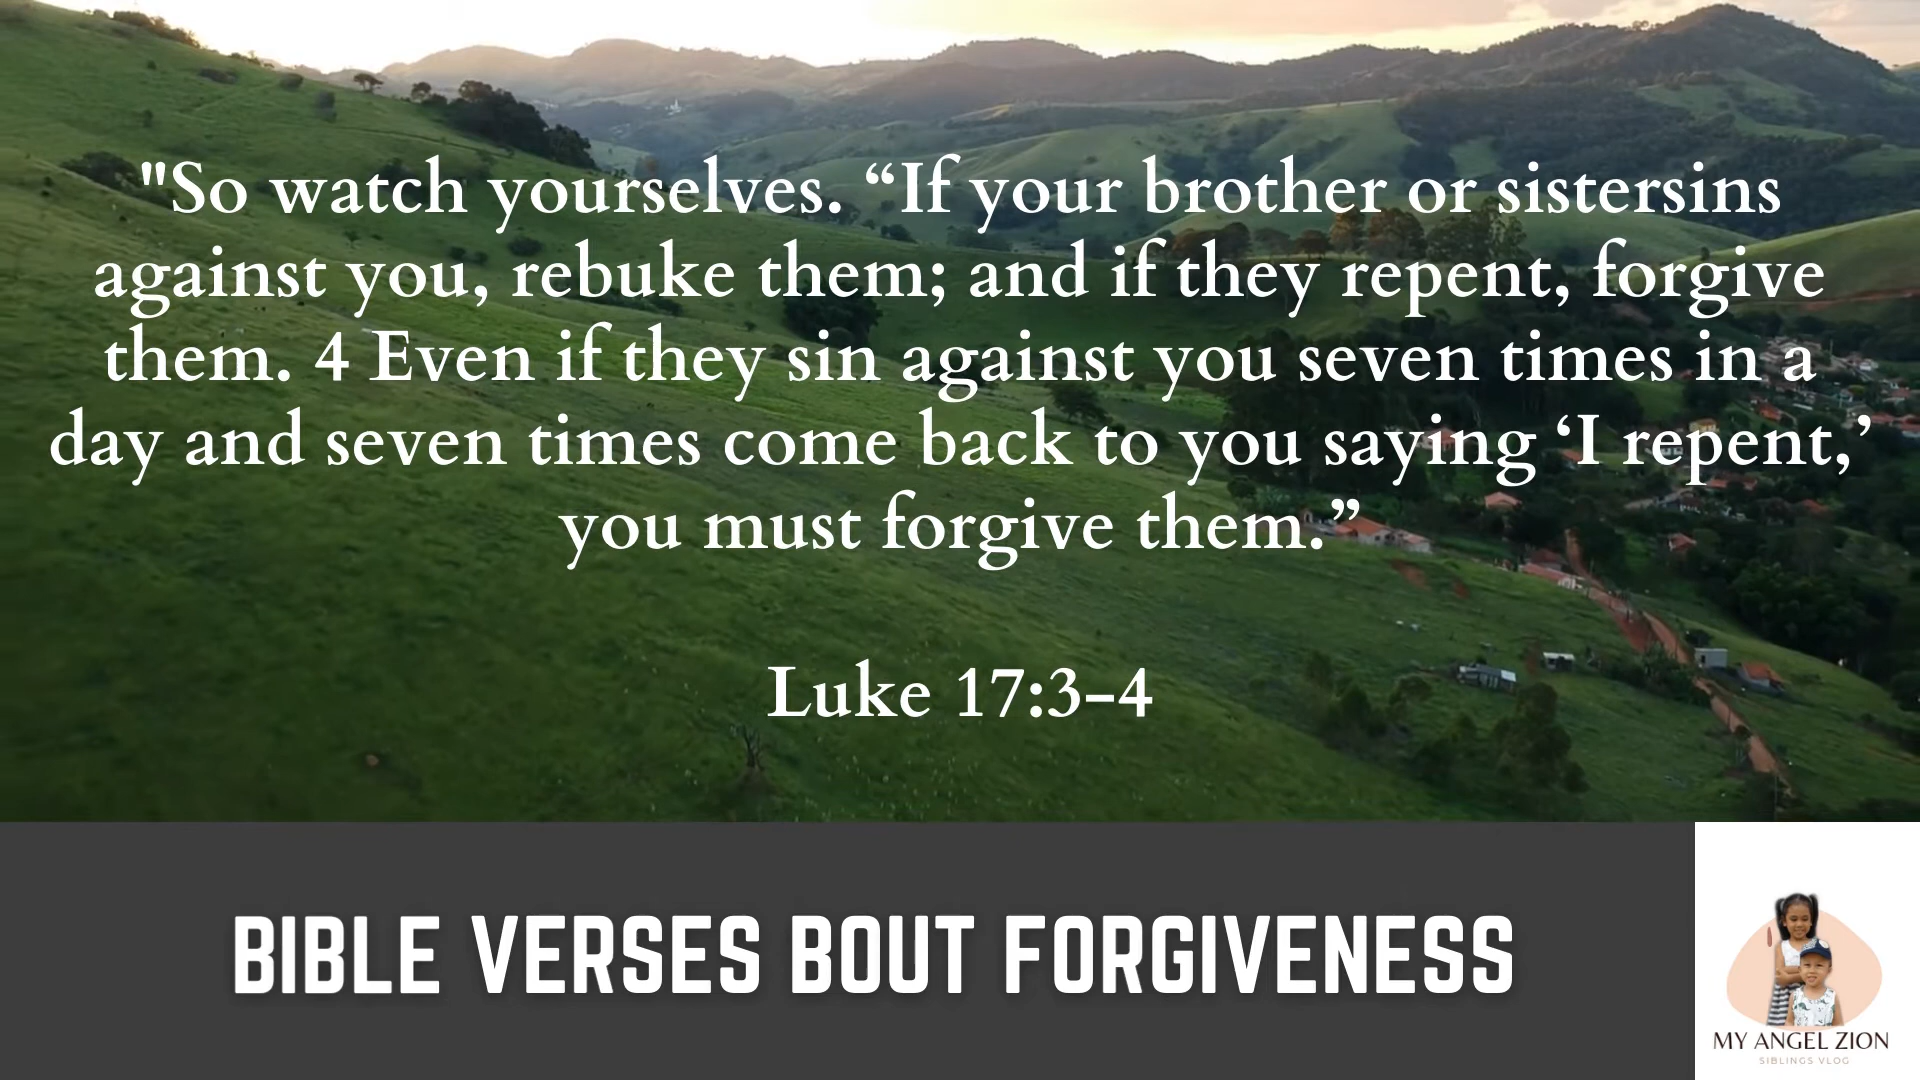 "So watch yourselves. “If your brother or sistersins
against you, rebuke them; and if they repent, forgive
them. 4 Even if they sin against you seven times in a
day and seven times come back to you saying ‘I repent,’
you must forgive them.”
Luke 17:3-4
BIBLE VERSES BOUT FORGIVENESS
MY ANGEL ZION
SIBLINGS VLOG